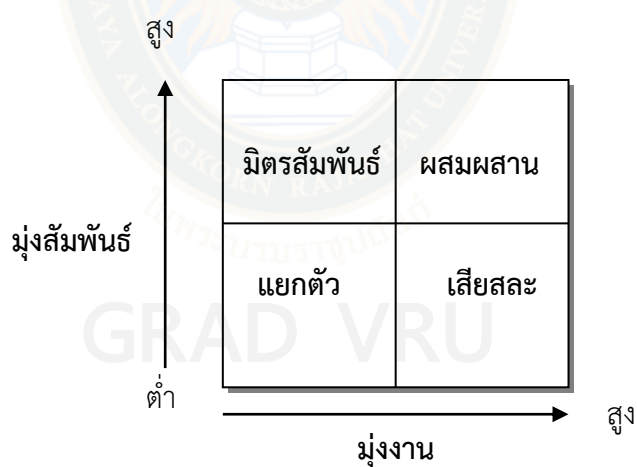 สูง
มิตรสัมพันธ์ ผสมผสาน
มุ่งสัมพันธ์
แยกตัว เสียสละ
GRAD VRU
ต่ำ
สูง
มุ่งงาน